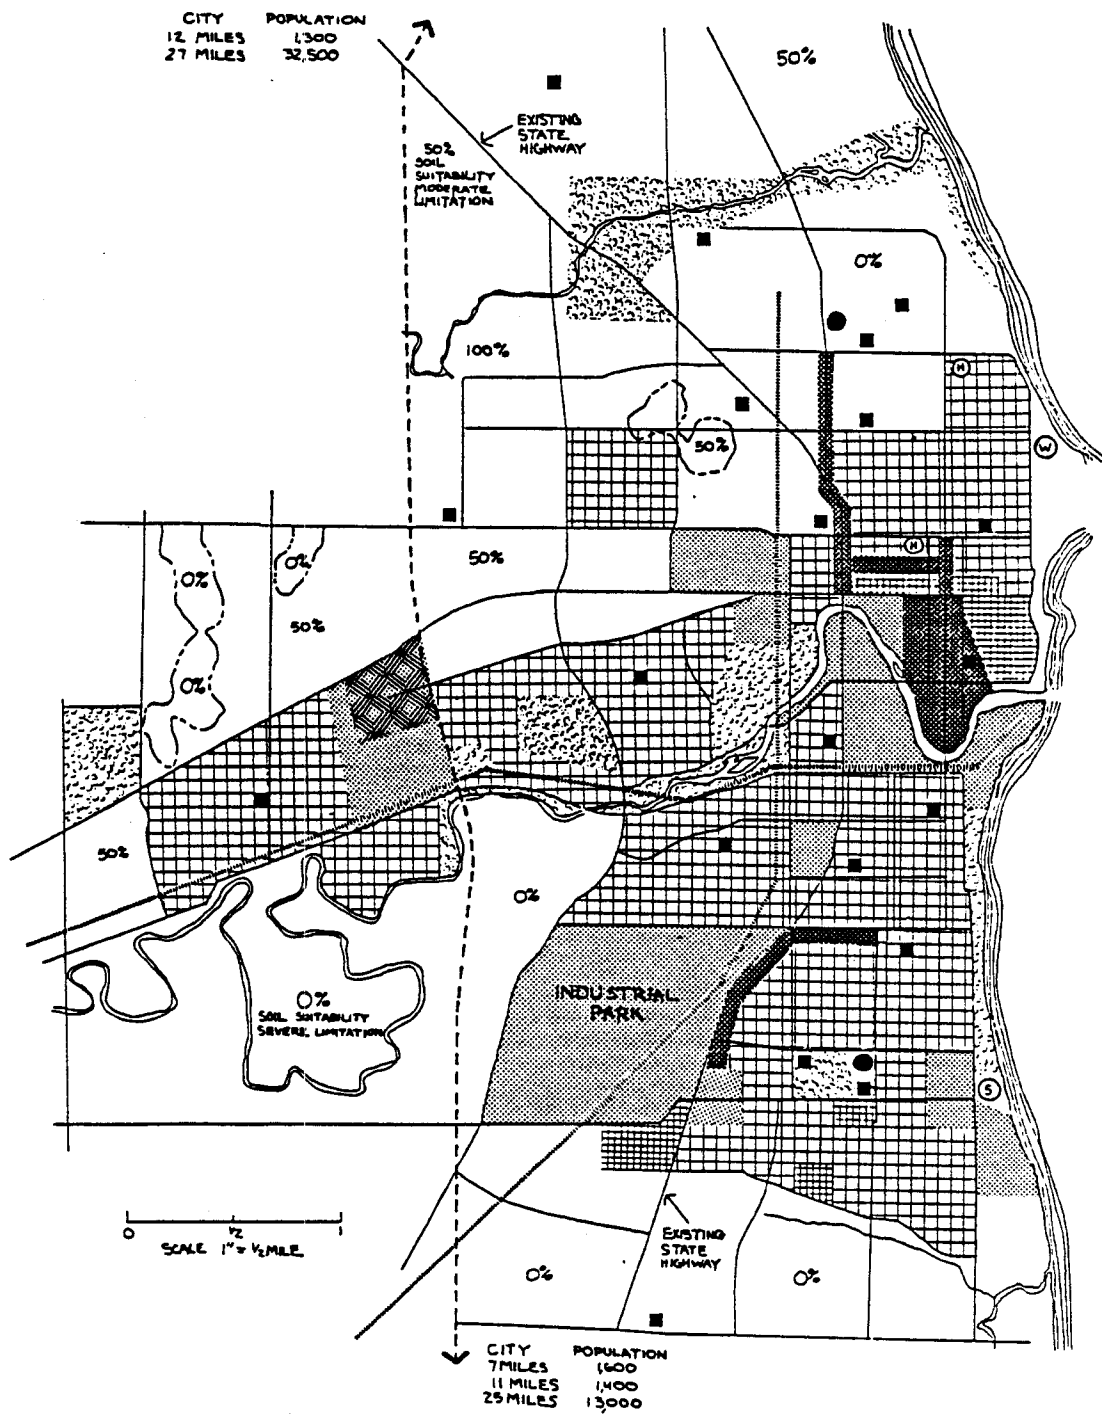 CITY POPULATION
12 MILES 1,300
27 MILES 32,500
50%
EXISTING
STATE
HIGHWAY
50%
SOIL
SUITABILITY
MODERATE
LIMITATION
0%
100%
H
50%
W
H
50%
0%
0%
50%
0%
50%
0%
INDUSTRIAL
PARK
0%
SOIL SUITABILITY
SEVERE LIMITATION
S
0 1/2 1
SCALE 1" = 1/2 MILE
EXISTING
STATE
HIGHWAY
0%
0%
CITY POPULATION
7 MILES 1,600
11 MILES 1,400
25 MILES 13,000